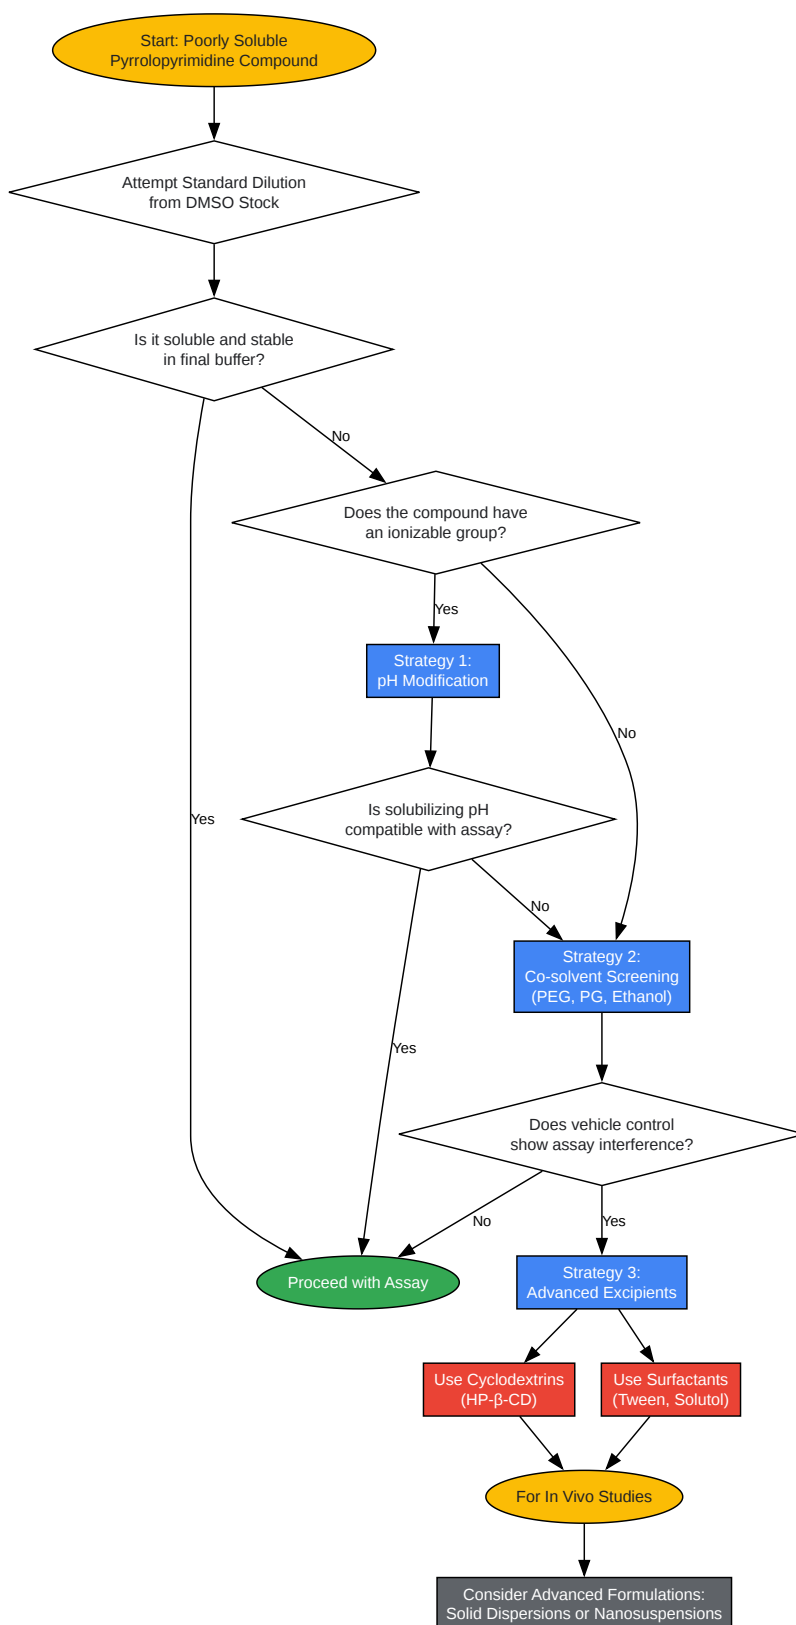 Start: Poorly Soluble
Pyrrolopyrimidine Compound
Attempt Standard Dilution
from DMSO Stock
Is it soluble and stable
in final buffer?
No
Does the compound have
an ionizable group?
Yes
Strategy 1:
pH Modification
No
Is solubilizing pH
compatible with assay?
Yes
No
Strategy 2:
Co-solvent Screening
(PEG, PG, Ethanol)
Yes
Does vehicle control
show assay interference?
No
Yes
Proceed with Assay
Strategy 3:
Advanced Excipients
Use Cyclodextrins
(HP-β-CD)
Use Surfactants
(Tween, Solutol)
For In Vivo Studies
Consider Advanced Formulations:
Solid Dispersions or Nanosuspensions